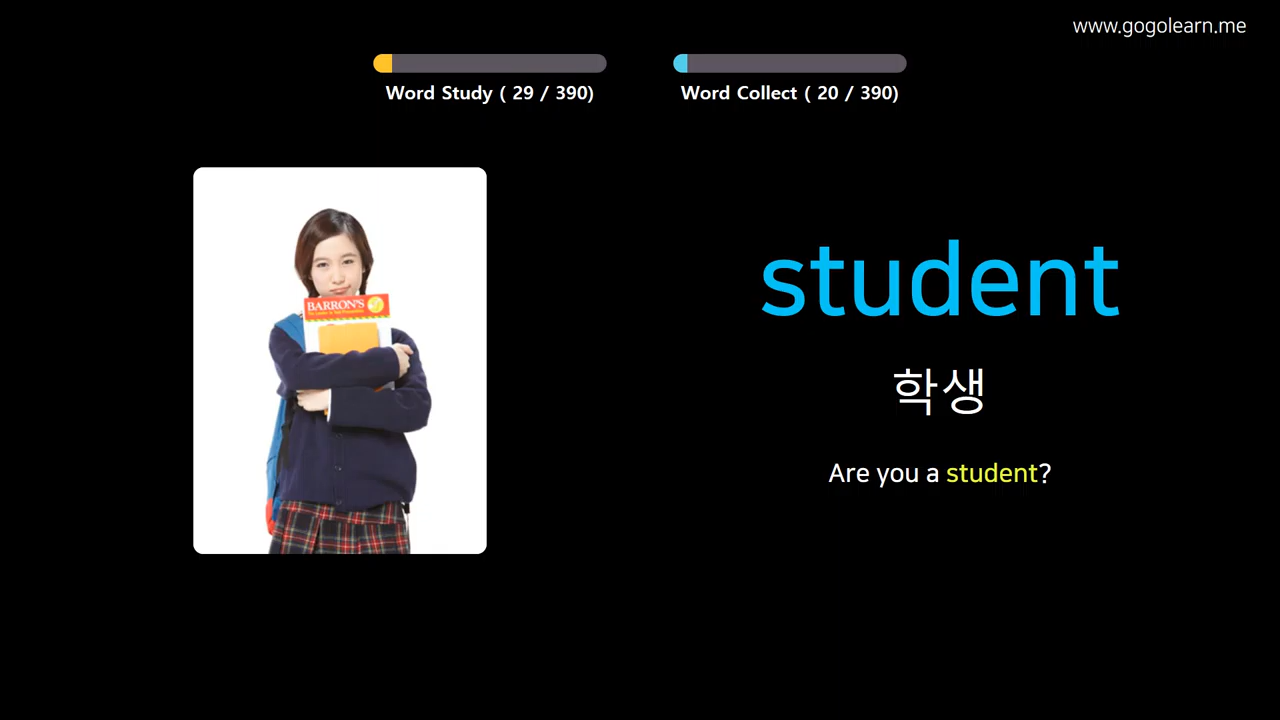 www.gogolearn.me
Word Study ( 29 / 390)
Word Collect ( 20 / 390)
BARRON'S
student
학생
Are you a student?